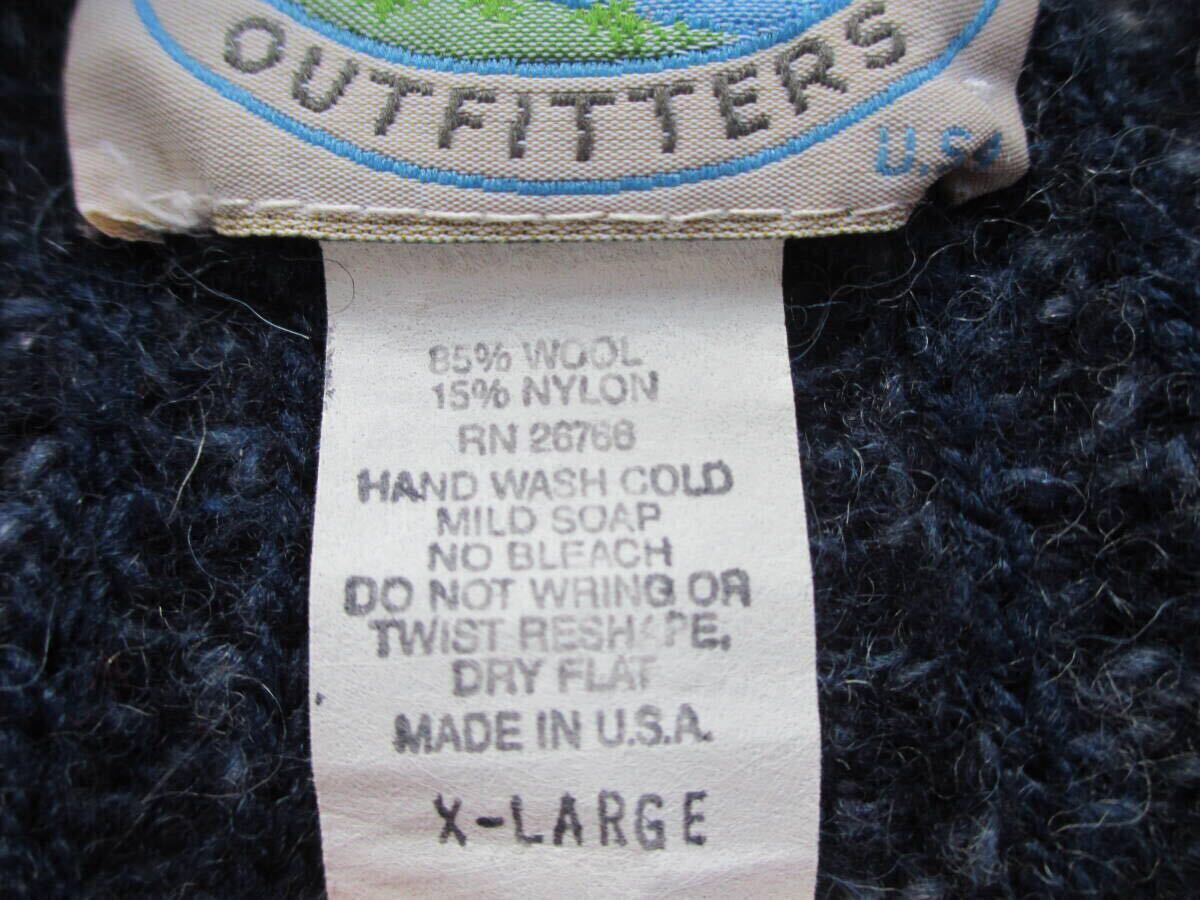 OUTFITTERS
85% WOOL
15% NYLON
RN 26766
HAND WASH COLD
MILD SOAP
NO BLEACH
DO NOT WRING OR
TWIST RESHAPE.
DRY FLAT
MADE IN U.S.A.
X-LARGE